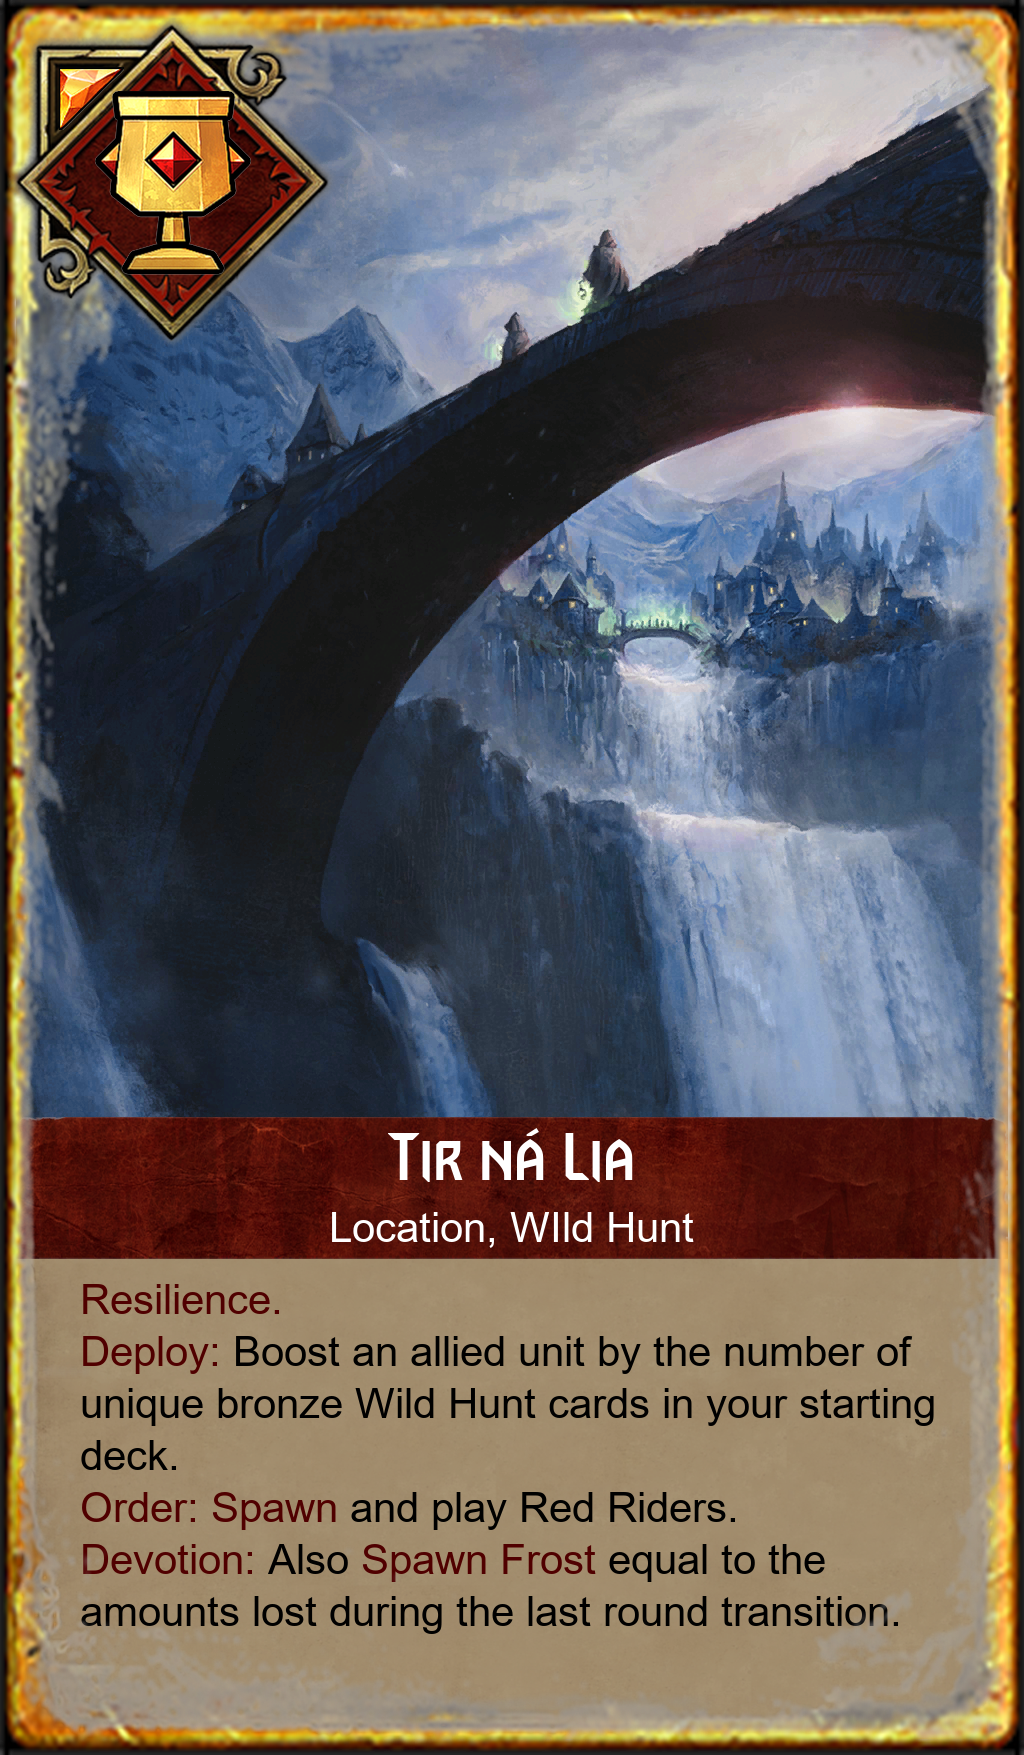 Tir ná Lia
Location, WIld Hunt
Resilience.
Deploy: Boost an allied unit by the number of
unique bronze Wild Hunt cards in your starting
deck.
Order: Spawn and play Red Riders.
Devotion: Also Spawn Frost equal to the
amounts lost during the last round transition.